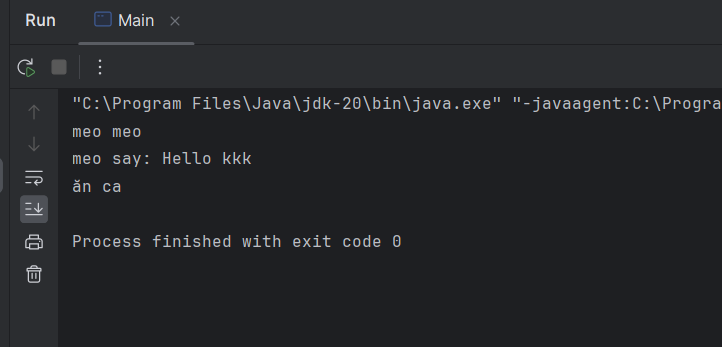 Run Main
"C:\Program Files\Java\jdk-20\bin\java.exe" "-javaagent:C:\Progra
meo meo
meo say: Hello kkk
ăn ca
Process finished with exit code 0